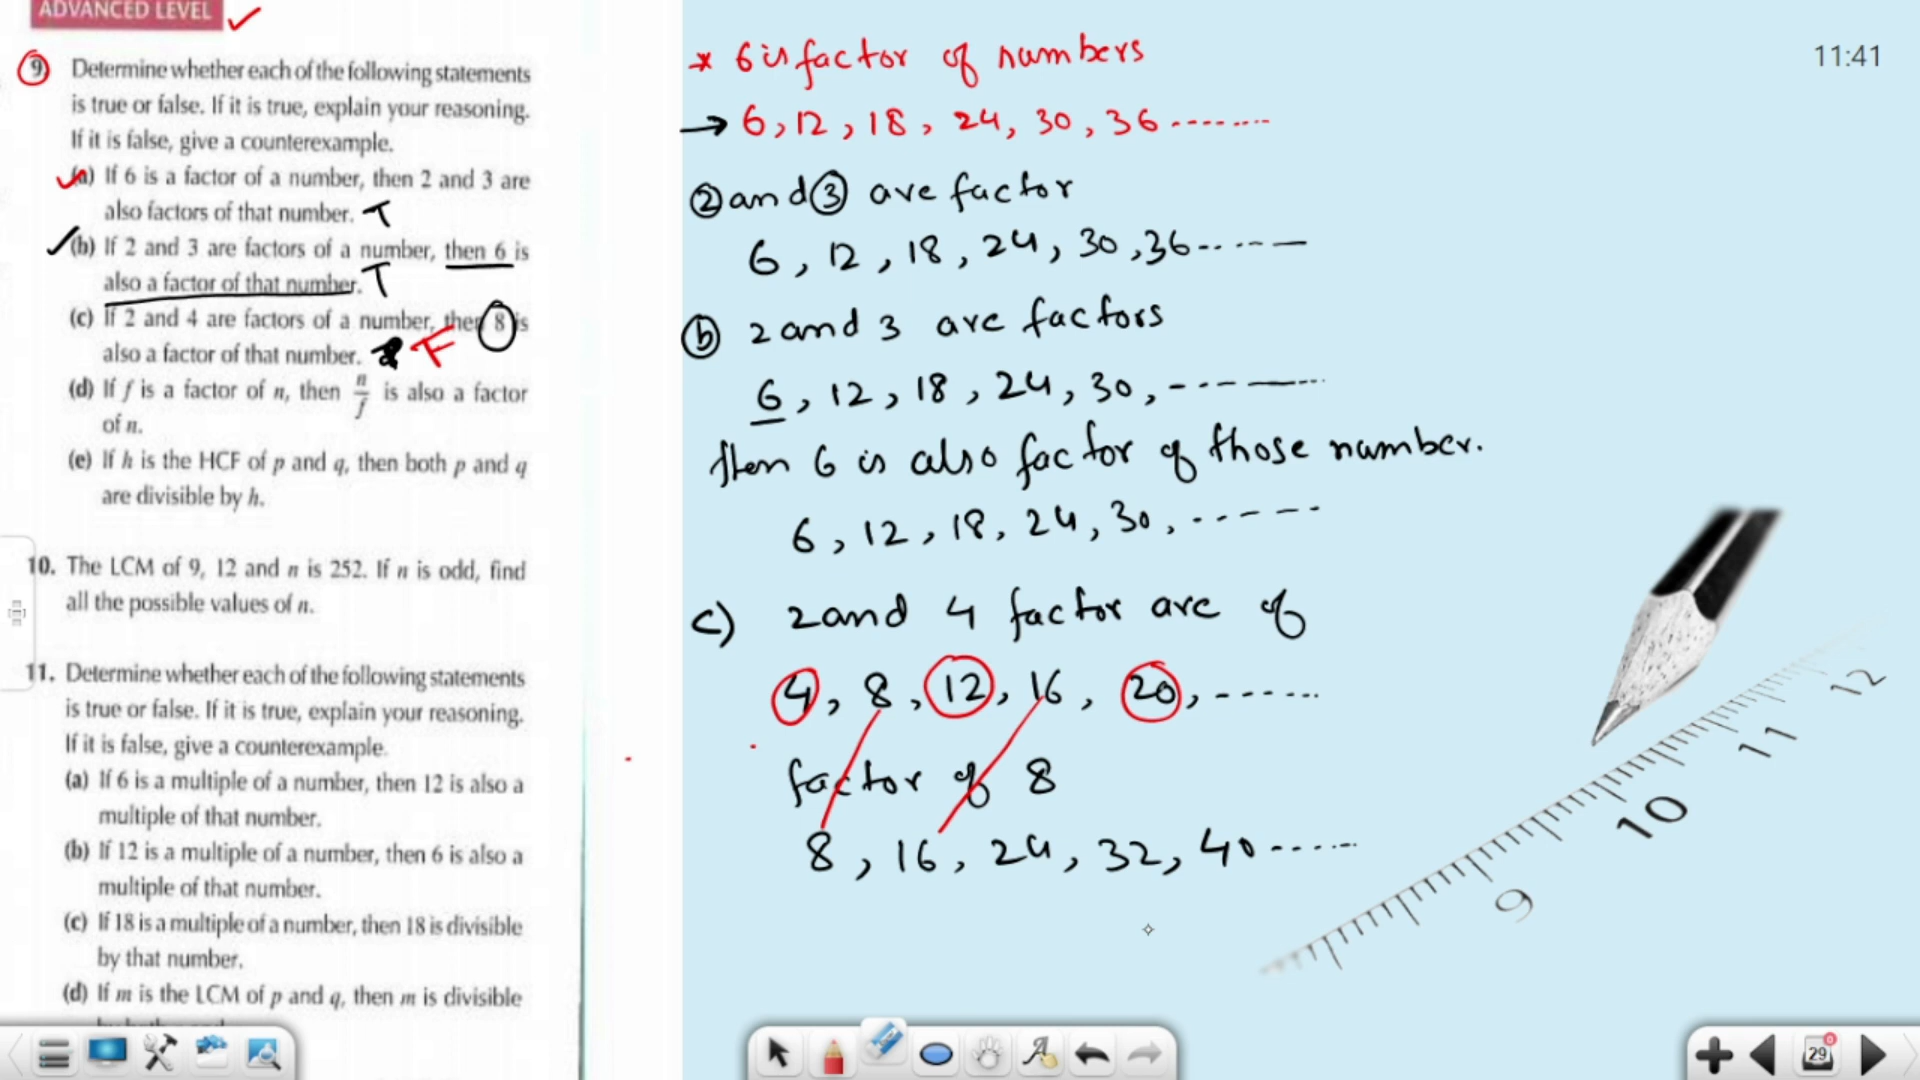 ADVANCED LEVEL
9 Determine whether each of the following statements
is true or false. If it is true, explain your reasoning.
If it is false, give a counterexample.
(a) If 6 is a factor of a number, then 2 and 3 are
also factors of that number. T
(b) If 2 and 3 are factors of a number, then 6 is
also a factor of that number. T
(c) If 2 and 4 are factors of a number, then 8 is
also a factor of that number. F
(d) If f is a factor of n, then n/f is also a factor
of n.
(e) If h is the HCF of p and q, then both p and q
are divisible by h.
10. The LCM of 9, 12 and n is 252. If n is odd, find
all the possible values of n.
11. Determine whether each of the following statements
is true or false. If it is true, explain your reasoning.
If it is false, give a counterexample.
(a) If 6 is a multiple of a number, then 12 is also a
multiple of that number.
(b) If 12 is a multiple of a number, then 6 is also a
multiple of that number.
(c) If 18 is a multiple of a number, then 18 is divisible
by that number.
(d) If m is the LCM of p and q, then m is divisible
* 6 is factor of numbers
→ 6, 12, 18, 24, 30, 36 --------
② and ③ are factor
6, 12, 18, 24, 30, 36-------
ⓑ 2 and 3 are factors
6, 12, 18, 24, 30, -------
then 6 is also factor of those number.
6, 12, 18, 24, 30, ------
c) 2 and 4 factor are of
4, 8, 12, 16, 20, ------
factor of 8
8, 16, 24, 32, 40 ------
11:41
9
10
11
12
29
0